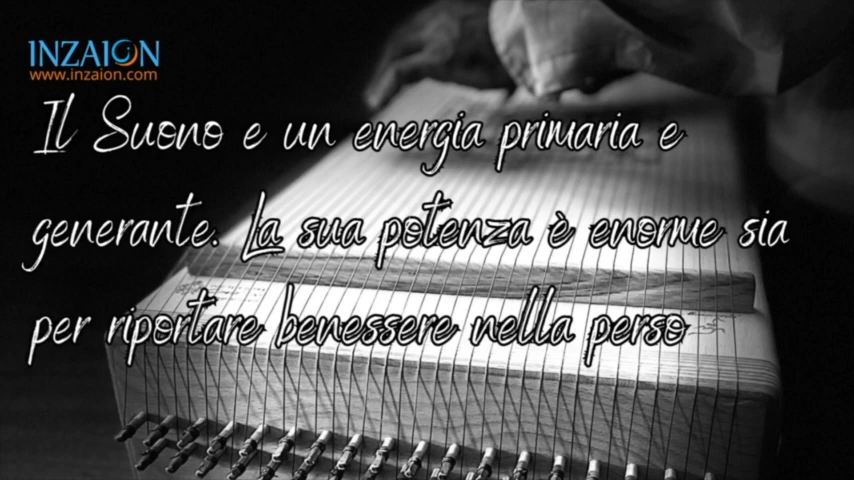 INZAION
www.inzaion.com
Il Suono e un energia primaria e
generante. La sua potenza è enorme sia
per riportare benessere nella perso